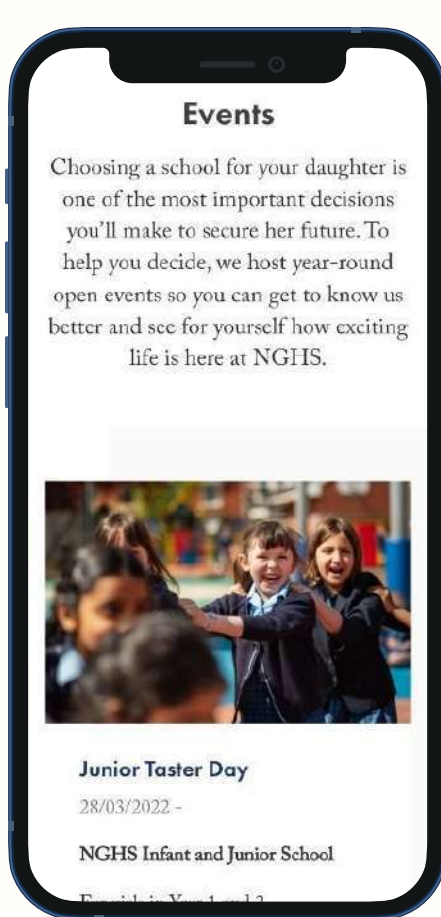 Events
Choosing a school for your daughter is
one of the most important decisions
you'll make to secure her future. To
help you decide, we host year-round
open events so you can get to know us
better and see for yourself how exciting
life is here at NGHS.
Junior Taster Day
28/03/2022 -
NGHS Infant and Junior School